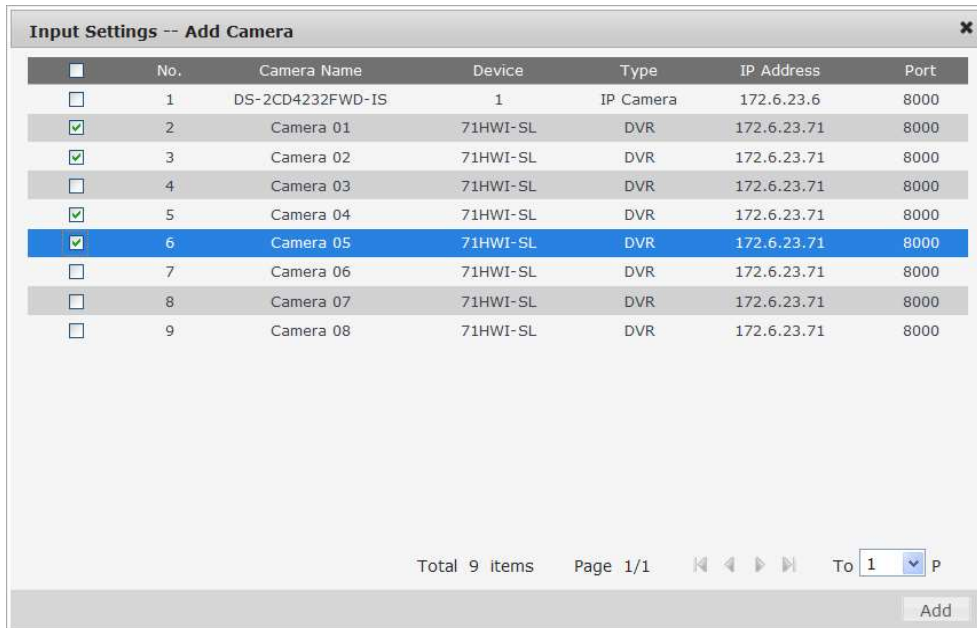 Input Settings -- Add Camera
No. Camera Name Device Type IP Address Port
1 DS-2CD4232FWD-IS 1 IP Camera 172.6.23.6 8000
2 Camera 01 71HWI-SL DVR 172.6.23.71 8000
3 Camera 02 71HWI-SL DVR 172.6.23.71 8000
4 Camera 03 71HWI-SL DVR 172.6.23.71 8000
5 Camera 04 71HWI-SL DVR 172.6.23.71 8000
6 Camera 05 71HWI-SL DVR 172.6.23.71 8000
7 Camera 06 71HWI-SL DVR 172.6.23.71 8000
8 Camera 07 71HWI-SL DVR 172.6.23.71 8000
9 Camera 08 71HWI-SL DVR 172.6.23.71 8000
Total 9 items Page 1/1 To 1 P
Add